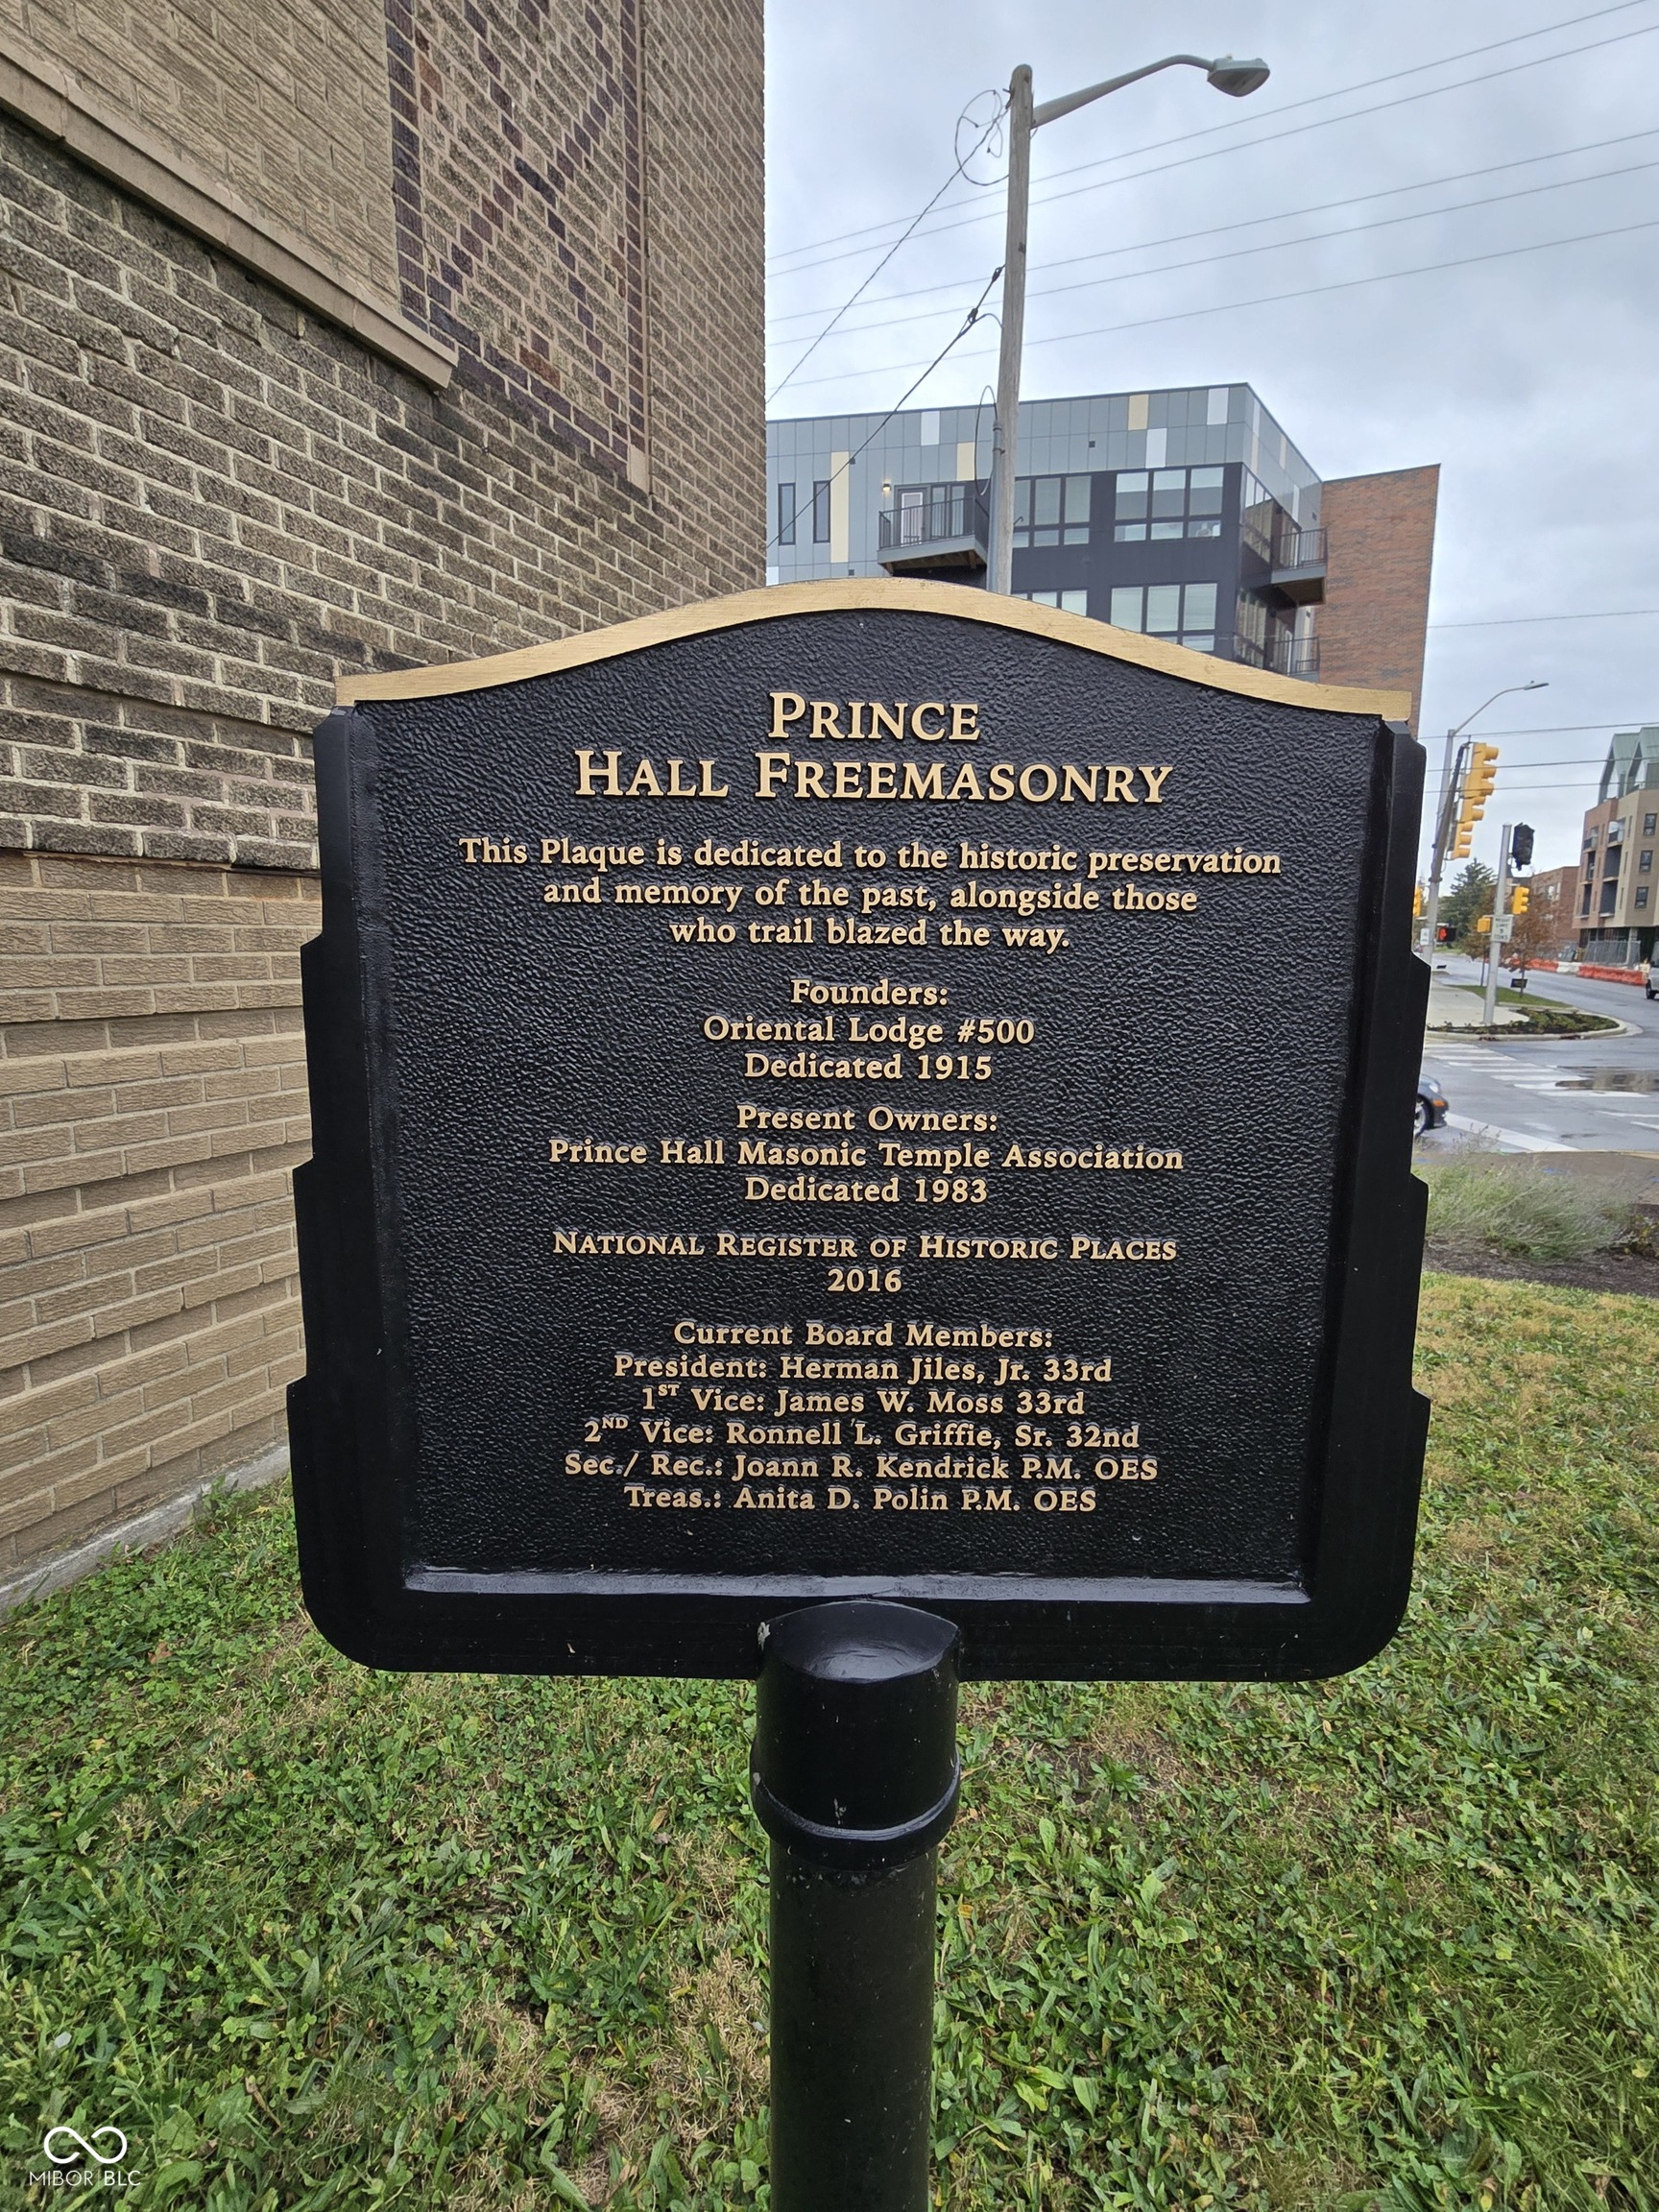 PRINCE
HALL FREEMASONRY
This Plaque is dedicated to the historic preservation
and memory of the past, alongside those
who trail blazed the way.
Founders:
Oriental Lodge #500
Dedicated 1915
Present Owners:
Prince Hall Masonic Temple Association
Dedicated 1983
NATIONAL REGISTER OF HISTORIC PLACES
2016
Current Board Members:
President: Herman Jiles, Jr. 33rd
1ST Vice: James W. Moss 33rd
2ND Vice: Ronnell L. Griffie, Sr. 32nd
Sec./ Rec.: Joann R. Kendrick P.M. OES
Treas.: Anita D. Polin P.M. OES
MIBOR BLC